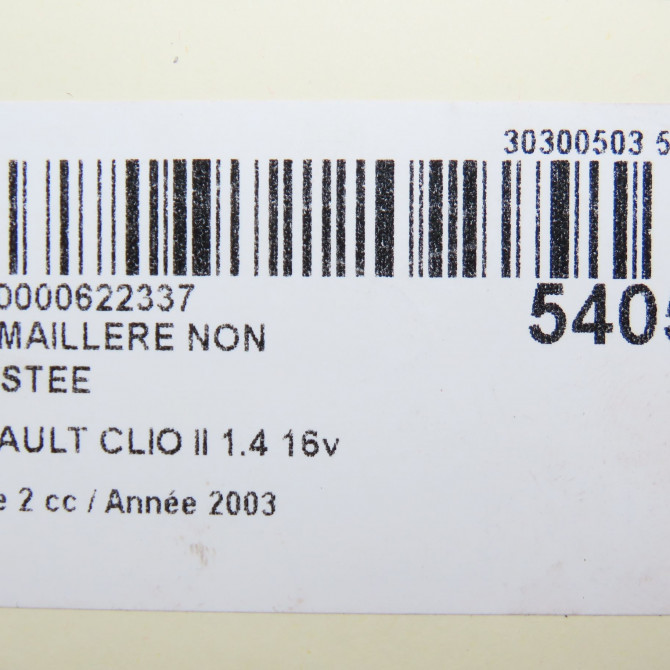 30300503 5
0000622337
5405
MAILLERE NON
STEE
AULT CLIO II 1.4 16v
e 2 cc / Année 2003